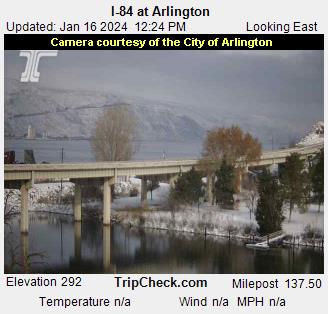 I-84 at Arlington
Updated: Jan 16 2024 12:24 PM Looking East
Camera courtesy of the City of Arlington
Elevation 292 TripCheck.com Milepost 137.50
Temperature n/a Wind n/a MPH n/a